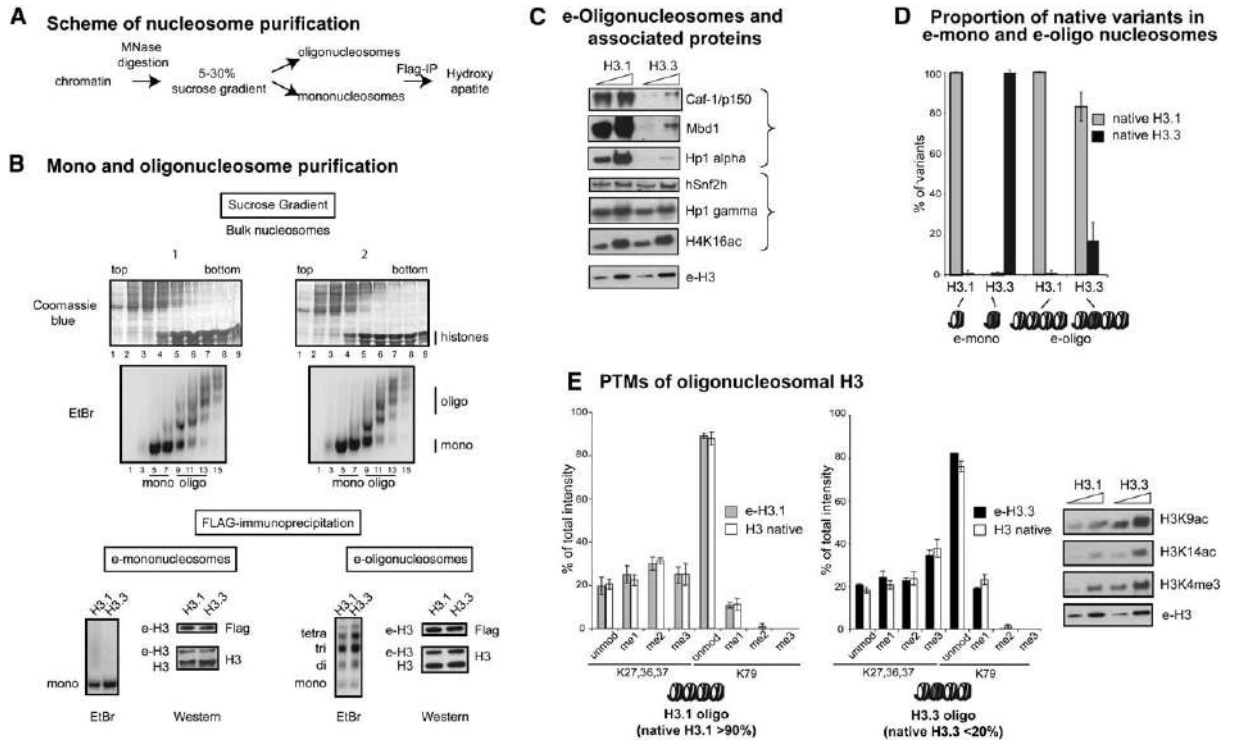 A Scheme of nucleosome purification
MNase
digestion
chromatin
5-30%
sucrose gradient
oligonucleosomes
mononucleosomes
Flag-IP
Hydroxy
apatite
B Mono and oligonucleosome purification
Sucrose Gradient
Bulk nucleosomes
1
2
top bottom
top bottom
Coomassie
blue
histones
1 2 3 4 5 6 7 8 9
1 2 3 4 5 6 7 8 9
EtBr
oligo
mono
1 3 5 7 9 11 13 15
1 3 5 7 9 11 13 15
mono oligo
mono oligo
FLAG-immunoprecipitation
e-mononucleosomes
e-oligonucleosomes
H3.1
H3.3
H3.1
H3.3
e-H3
Flag
e-H3
H3
H3
mono
EtBr
Western
H3.1
H3.3
H3.1
H3.3
tetra
tri
di
mono
e-H3
Flag
e-H3
H3
H3
EtBr
Western
C e-Oligonucleosomes and
associated proteins
H3.1 H3.3
Caf-1/p150
Mbd1
Hp1 alpha
hSnf2h
Hp1 gamma
H4K16ac
e-H3
D Proportion of native variants in
e-mono and e-oligo nucleosomes
% of variants
100
80
60
40
20
0
native H3.1
native H3.3
H3.1 H3.3 H3.1 H3.3
e-mono e-oligo
E PTMs of oligonucleosomal H3
% of total intensity
100
80
60
40
20
0
e-H3.1
H3 native
unmod me1 me2 me3 unmod me1 me2 me3
K27,36,37 K79
H3.1 oligo
(native H3.1 >90%)
% of total intensity
100
80
60
40
20
0
e-H3.3
H3 native
unmod me1 me2 me3 unmod me1 me2 me3
K27,36,37 K79
H3.3 oligo
(native H3.3 <20%)
H3.1 H3.3
H3K9ac
H3K14ac
H3K4me3
e-H3